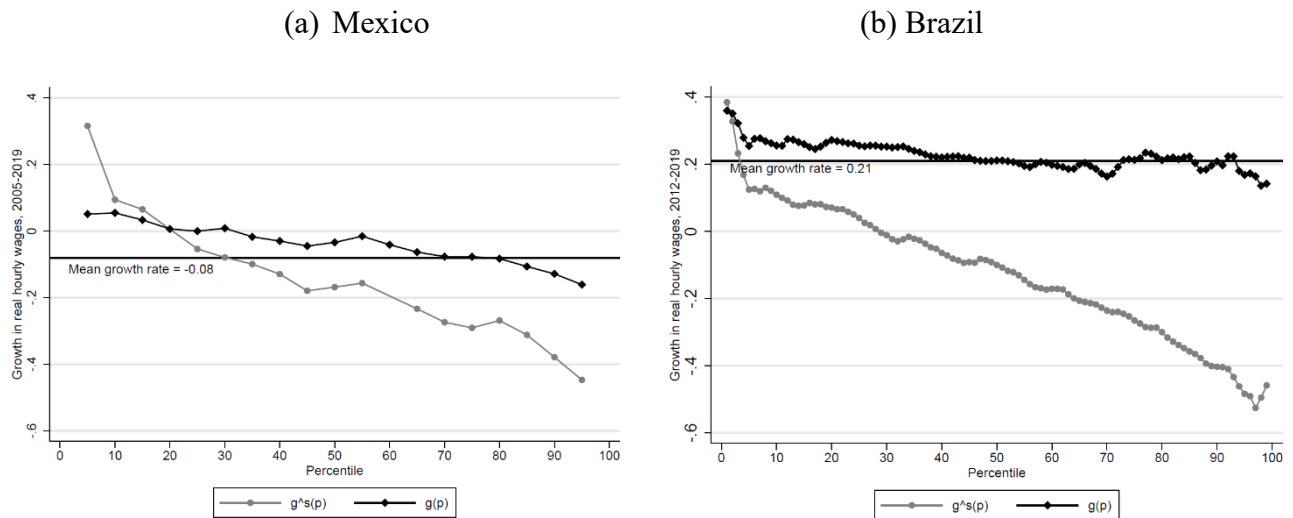 (a) Mexico
Growth in real hourly wages, 2005-2019
.4
.2
0
-.2
-.4
-.6
Mean growth rate = -0.08
0 10 20 30 40 50 60 70 80 90 100
Percentile
g^s(p) g(p)
(b) Brazil
Growth in real hourly wages, 2012-2019
.4
.2
0
-.2
-.4
-.6
Mean growth rate = 0.21
0 10 20 30 40 50 60 70 80 90 100
Percentile
g^s(p) g(p)